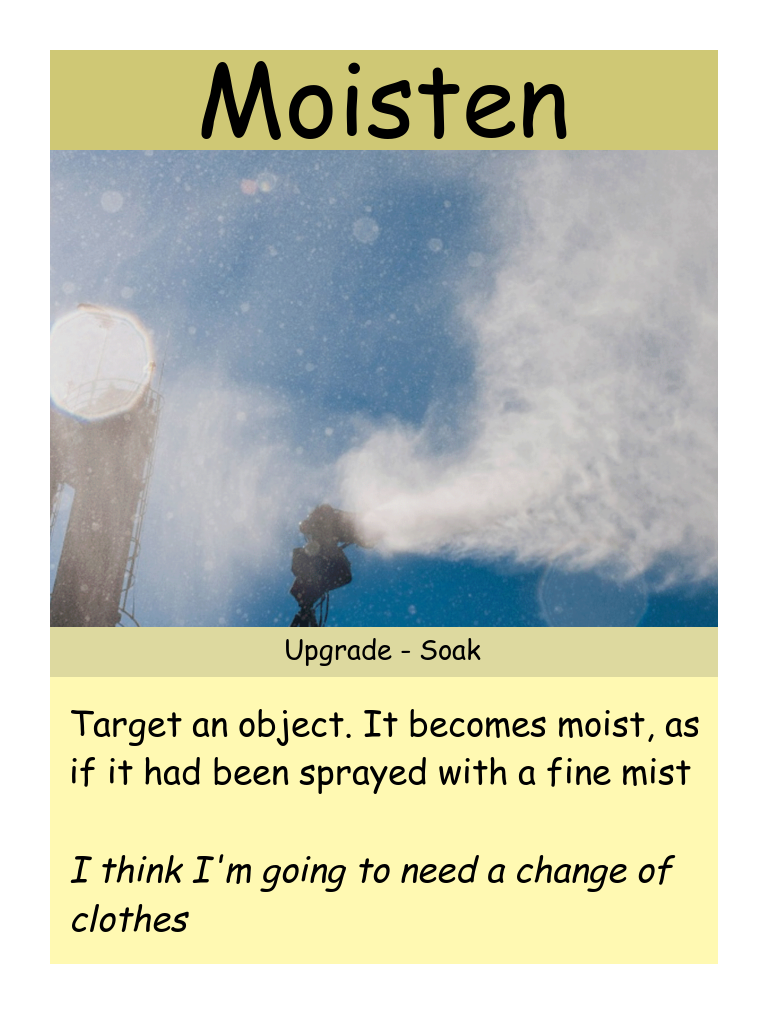 Moisten
Upgrade - Soak
Target an object. It becomes moist, as
if it had been sprayed with a fine mist
I think I'm going to need a change of
clothes